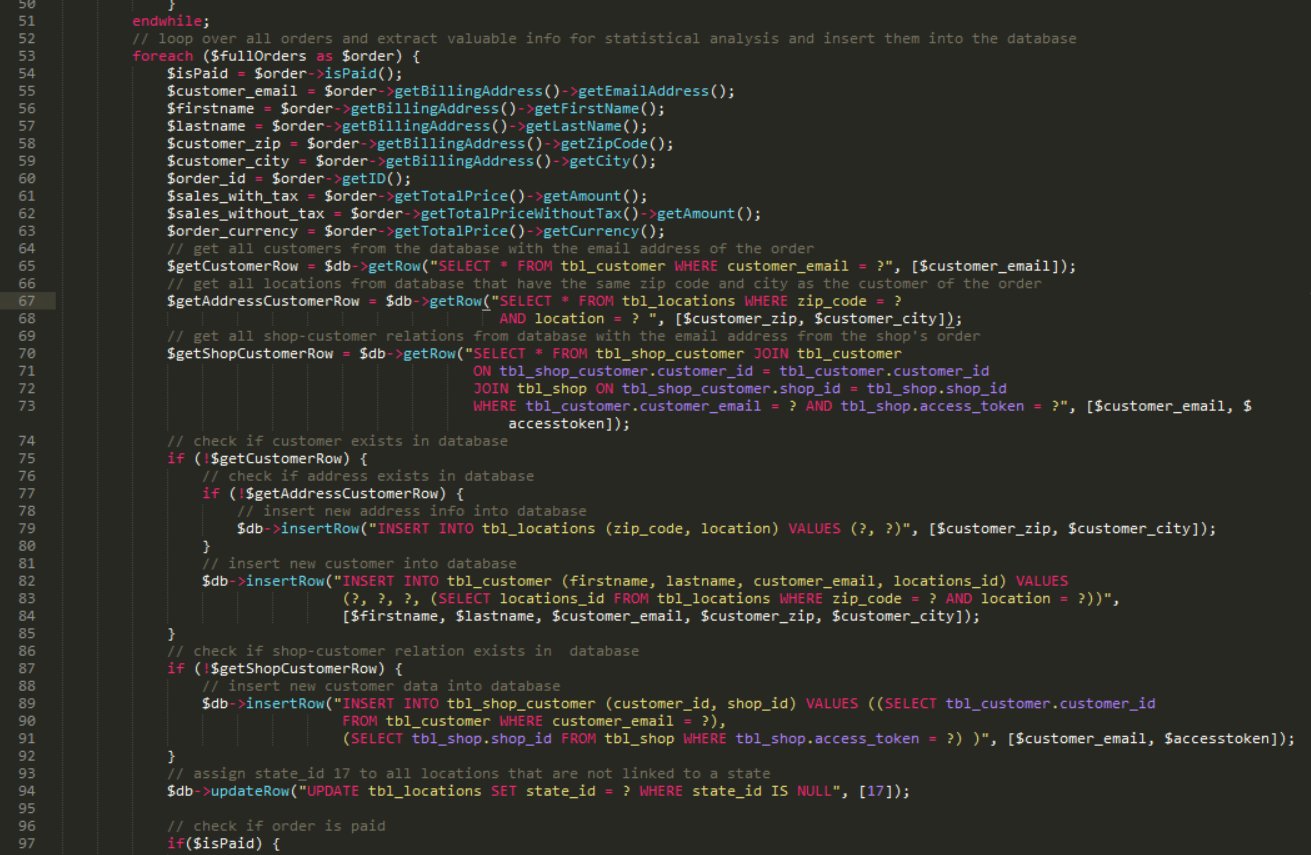 50 }
51 endwhile;
52 // loop over all orders and extract valuable info for statistical analysis and insert them into the database
53 foreach ($fullOrders as $order) {
54 $isPaid = $order->isPaid();
55 $customer_email = $order->getBillingAddress()->getEmailAddress();
56 $firstname = $order->getBillingAddress()->getFirstName();
57 $lastname = $order->getBillingAddress()->getLastName();
58 $customer_zip = $order->getBillingAddress()->getZipCode();
59 $customer_city = $order->getBillingAddress()->getCity();
60 $order_id = $order->getID();
61 $sales_with_tax = $order->getTotalPrice()->getAmount();
62 $sales_without_tax = $order->getTotalPriceWithoutTax()->getAmount();
63 $order_currency = $order->getTotalPrice()->getCurrency();
64 // get all customers from the database with the email address of the order
65 $getCustomerRow = $db->getRow("SELECT * FROM tbl_customer WHERE customer_email = ?", [$customer_email]);
66 // get all locations from database that have the same zip code and city as the customer of the order
67 $getAddressCustomerRow = $db->getRow("SELECT * FROM tbl_locations WHERE zip_code = ?
68 AND location = ? ", [$customer_zip, $customer_city]);
69 // get all shop-customer relations from database with the email address from the shop's order
70 $getShopCustomerRow = $db->getRow("SELECT * FROM tbl_shop_customer JOIN tbl_customer
71 ON tbl_shop_customer.customer_id = tbl_customer.customer_id
72 JOIN tbl_shop ON tbl_shop_customer.shop_id = tbl_shop.shop_id
73 WHERE tbl_customer.customer_email = ? AND tbl_shop.access_token = ?", [$customer_email, $
accesstoken]);
74 // check if customer exists in database
75 if (!$getCustomerRow) {
76 // check if address exists in database
77 if (!$getAddressCustomerRow) {
78 // insert new address info into database
79 $db->insertRow("INSERT INTO tbl_locations (zip_code, location) VALUES (?, ?)", [$customer_zip, $customer_city]);
80 }
81 // insert new customer into database
82 $db->insertRow("INSERT INTO tbl_customer (firstname, lastname, customer_email, locations_id) VALUES
83 (?, ?, ?, (SELECT locations_id FROM tbl_locations WHERE zip_code = ? AND location = ?))",
84 [$firstname, $lastname, $customer_email, $customer_zip, $customer_city]);
85 }
86 // check if shop-customer relation exists in  database
87 if (!$getShopCustomerRow) {
88 // insert new customer data into database
89 $db->insertRow("INSERT INTO tbl_shop_customer (customer_id, shop_id) VALUES ((SELECT tbl_customer.customer_id
90 FROM tbl_customer WHERE customer_email = ?),
91 (SELECT tbl_shop.shop_id FROM tbl_shop WHERE tbl_shop.access_token = ?) )", [$customer_email, $accesstoken]);
92 }
93 // assign state_id 17 to all locations that are not linked to a state
94 $db->updateRow("UPDATE tbl_locations SET state_id = ? WHERE state_id IS NULL", [17]);
95
96 // check if order is paid
97 if($isPaid) {